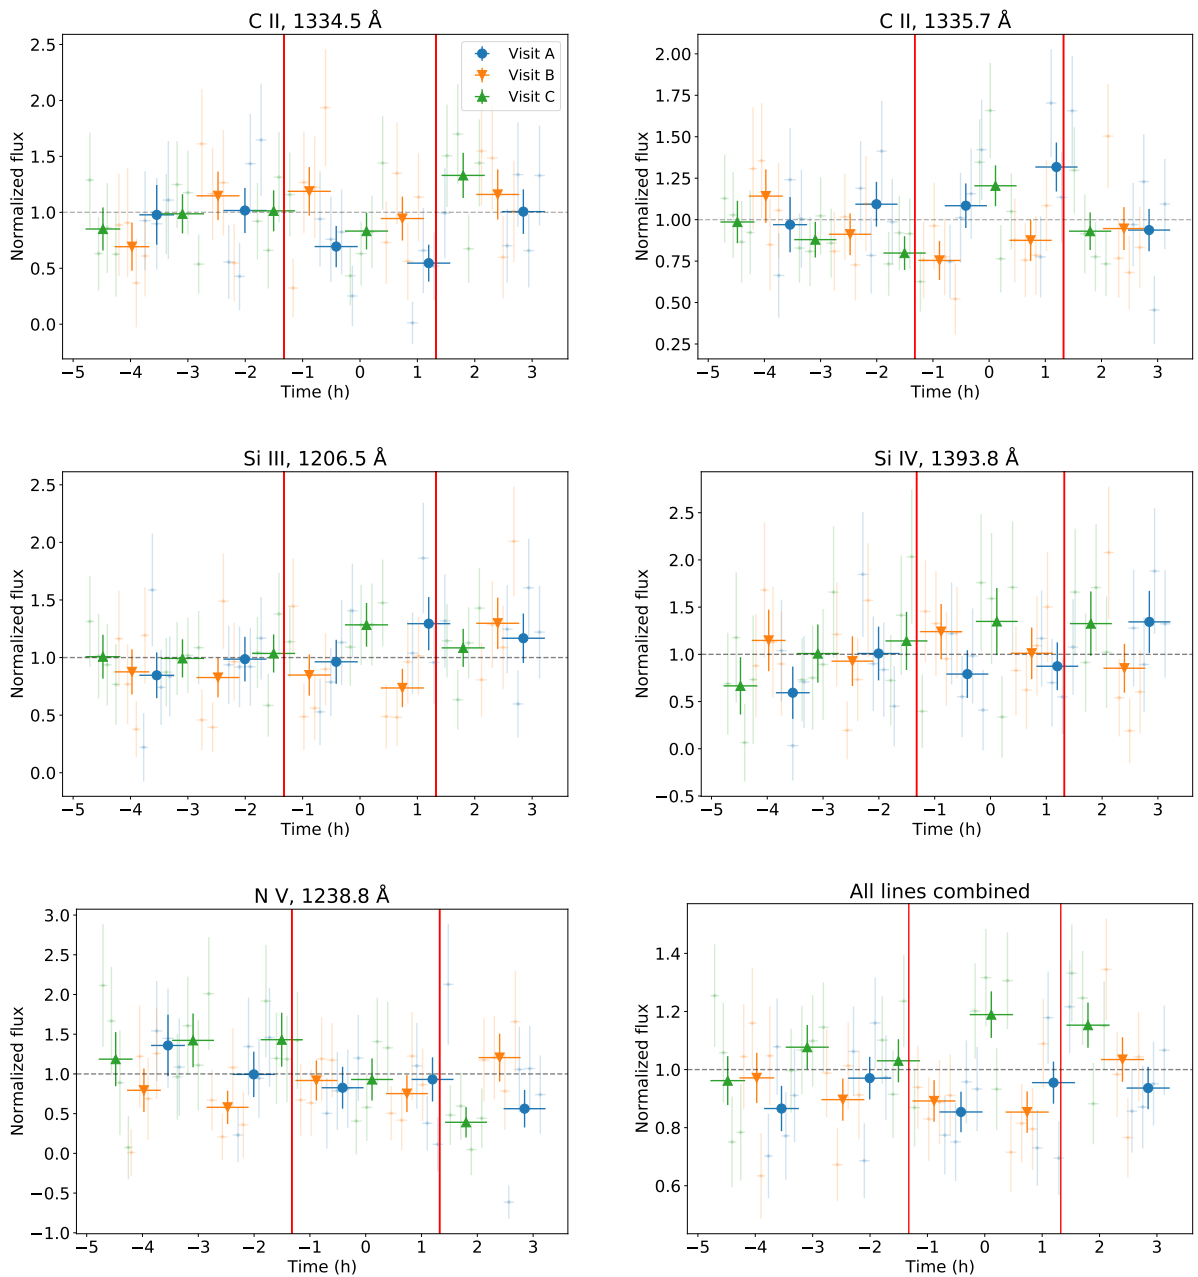 C II, 1334.5 Å
Normalized flux
2.5
2.0
1.5
1.0
0.5
0.0
Visit A
Visit B
Visit C
−5 −4 −3 −2 −1 0 1 2 3
Time (h)
C II, 1335.7 Å
Normalized flux
2.00
1.75
1.50
1.25
1.00
0.75
0.50
0.25
−5 −4 −3 −2 −1 0 1 2 3
Time (h)
Si III, 1206.5 Å
Normalized flux
2.5
2.0
1.5
1.0
0.5
0.0
−5 −4 −3 −2 −1 0 1 2 3
Time (h)
Si IV, 1393.8 Å
Normalized flux
2.5
2.0
1.5
1.0
0.5
0.0
−0.5
−5 −4 −3 −2 −1 0 1 2 3
Time (h)
N V, 1238.8 Å
Normalized flux
3.0
2.5
2.0
1.5
1.0
0.5
0.0
−0.5
−1.0
−5 −4 −3 −2 −1 0 1 2 3
Time (h)
All lines combined
Normalized flux
1.4
1.2
1.0
0.8
0.6
−5 −4 −3 −2 −1 0 1 2 3
Time (h)